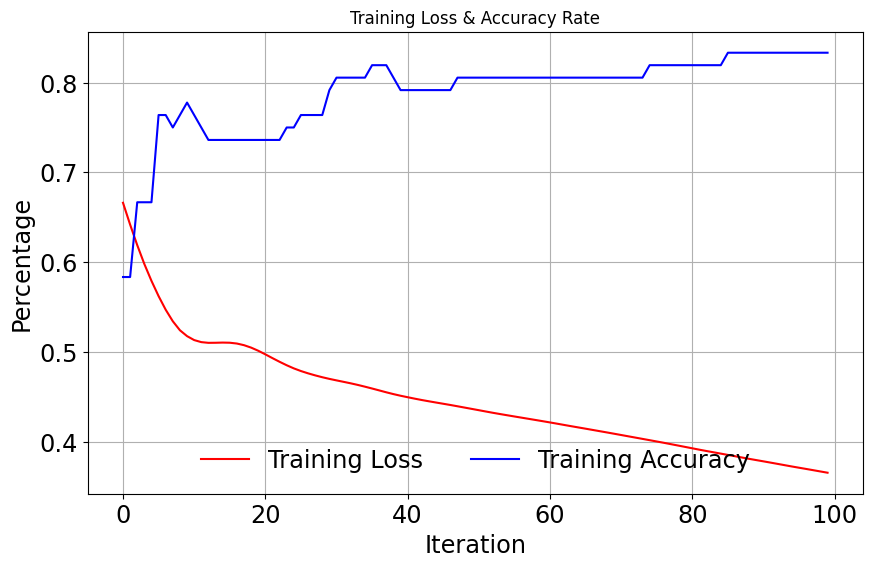 Training Loss & Accuracy Rate
Percentage
0.8
0.7
0.6
0.5
0.4
Training Loss
Training Accuracy
0
20
40
60
80
100
Iteration